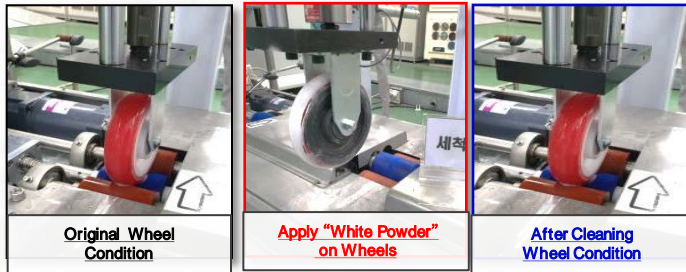 세척
Original Wheel
Condition
Apply “White Powder”
on Wheels
After Cleaning
Wheel Condition